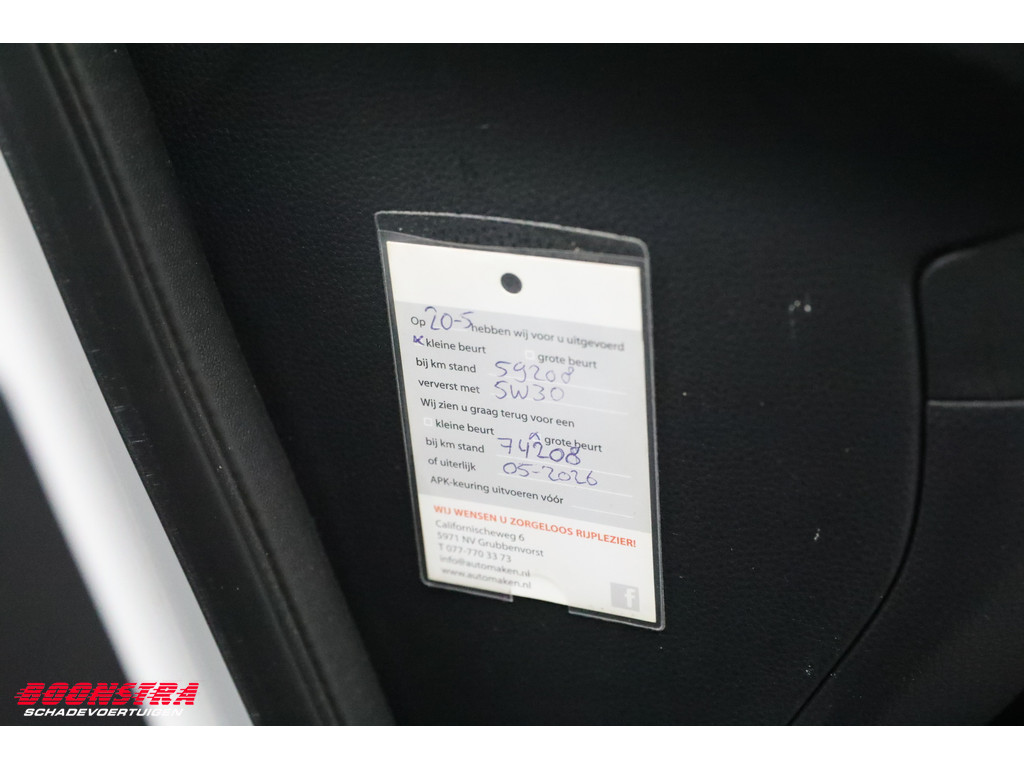 Op 20-5 hebben wij voor u uitgevoerd
kleine beurt grote beurt
bij km stand 59208
ververst met 5W30
Wij zien u graag terug voor een
kleine beurt grote beurt
bij km stand 74208
of uiterlijk 05-2026
APK-keuring uitvoeren vóór
WIJ WENSEN U ZORGELOOS RIJPLEZIER!
Californischeweg 6
5971 NV Grubbenvorst
T 077-770 33 73
info@automaken.nl
www.automaken.nl
f
BOONSTRA
SCHADEVOERTUIGEN